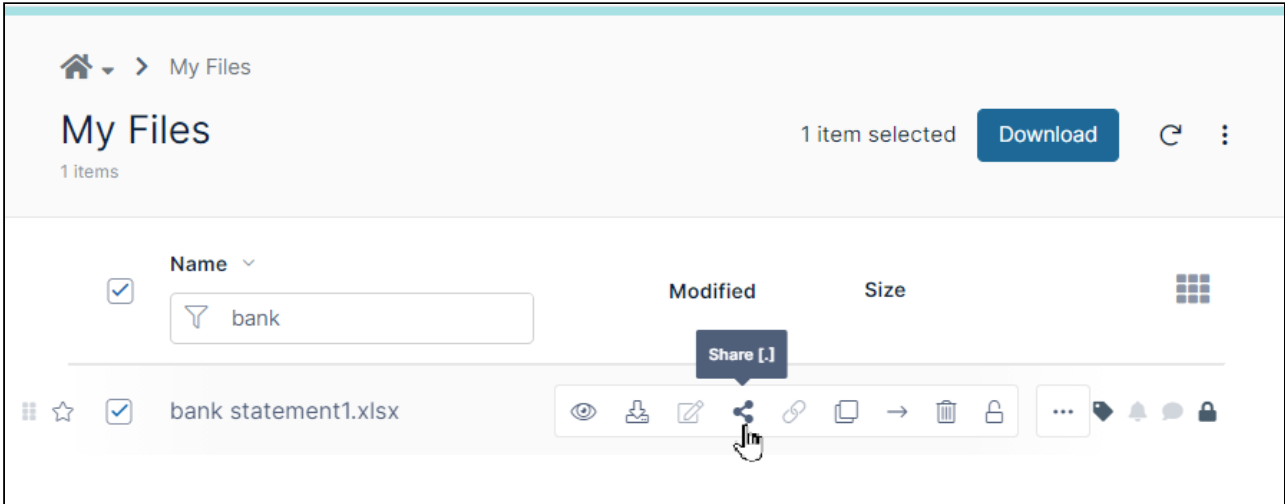 My Files
My Files
1 item selected
Download
1 items
Name
Modified
Size
bank
Share [.]
bank statement1.xlsx